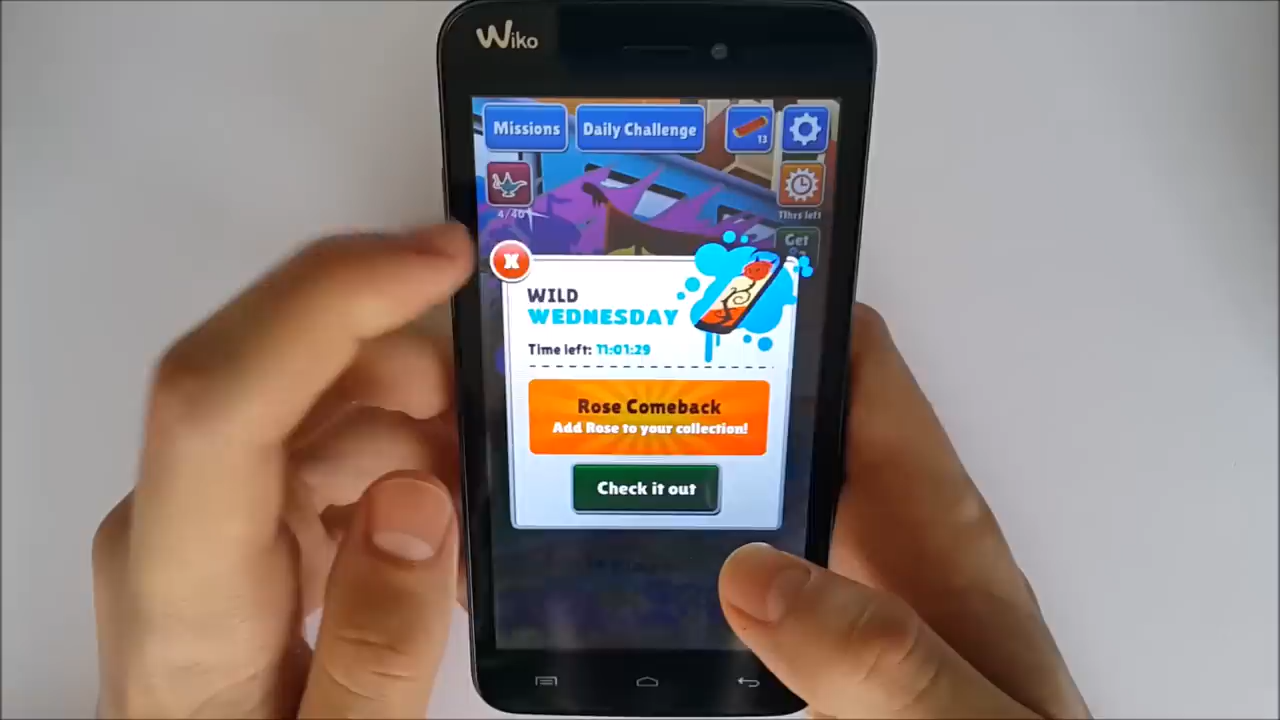 Wiko
Missions
Daily Challenge
13
4/40
11hrs left
Get
X
WILD
WEDNESDAY
Time left: 11:01:29
Rose Comeback
Add Rose to your collection!
Check it out